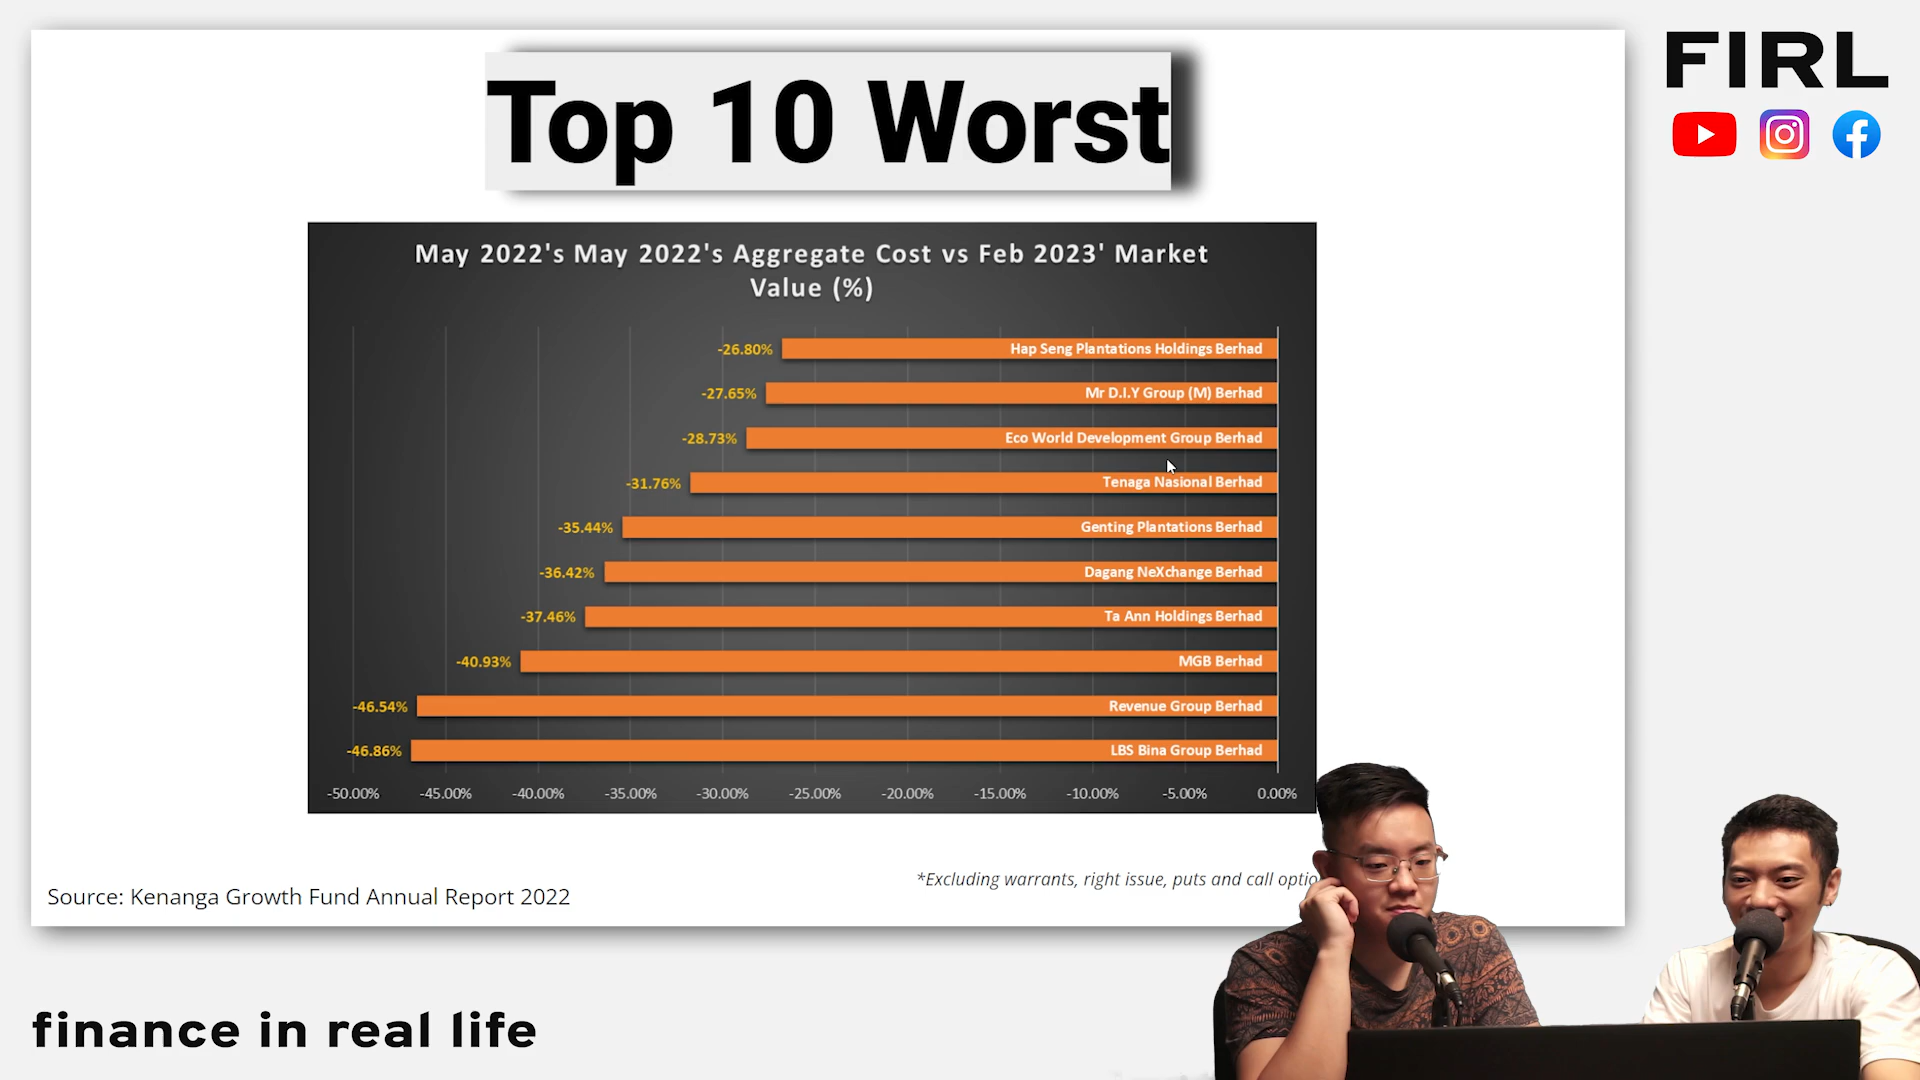 FIRL
Top 10 Worst
May 2022's May 2022's Aggregate Cost vs Feb 2023' Market
Value (%)
-26.80% Hap Seng Plantations Holdings Berhad
-27.65% Mr D.I.Y Group (M) Berhad
-28.73% Eco World Development Group Berhad
-31.76% Tenaga Nasional Berhad
-35.44% Genting Plantations Berhad
-36.42% Dagang NeXchange Berhad
-37.46% Ta Ann Holdings Berhad
-40.93% MGB Berhad
-46.54% Revenue Group Berhad
-46.86% LBS Bina Group Berhad
-50.00% -45.00% -40.00% -35.00% -30.00% -25.00% -20.00% -15.00% -10.00% -5.00% 0.00%
*Excluding warrants, right issue, puts and call optio
Source: Kenanga Growth Fund Annual Report 2022
finance in real life